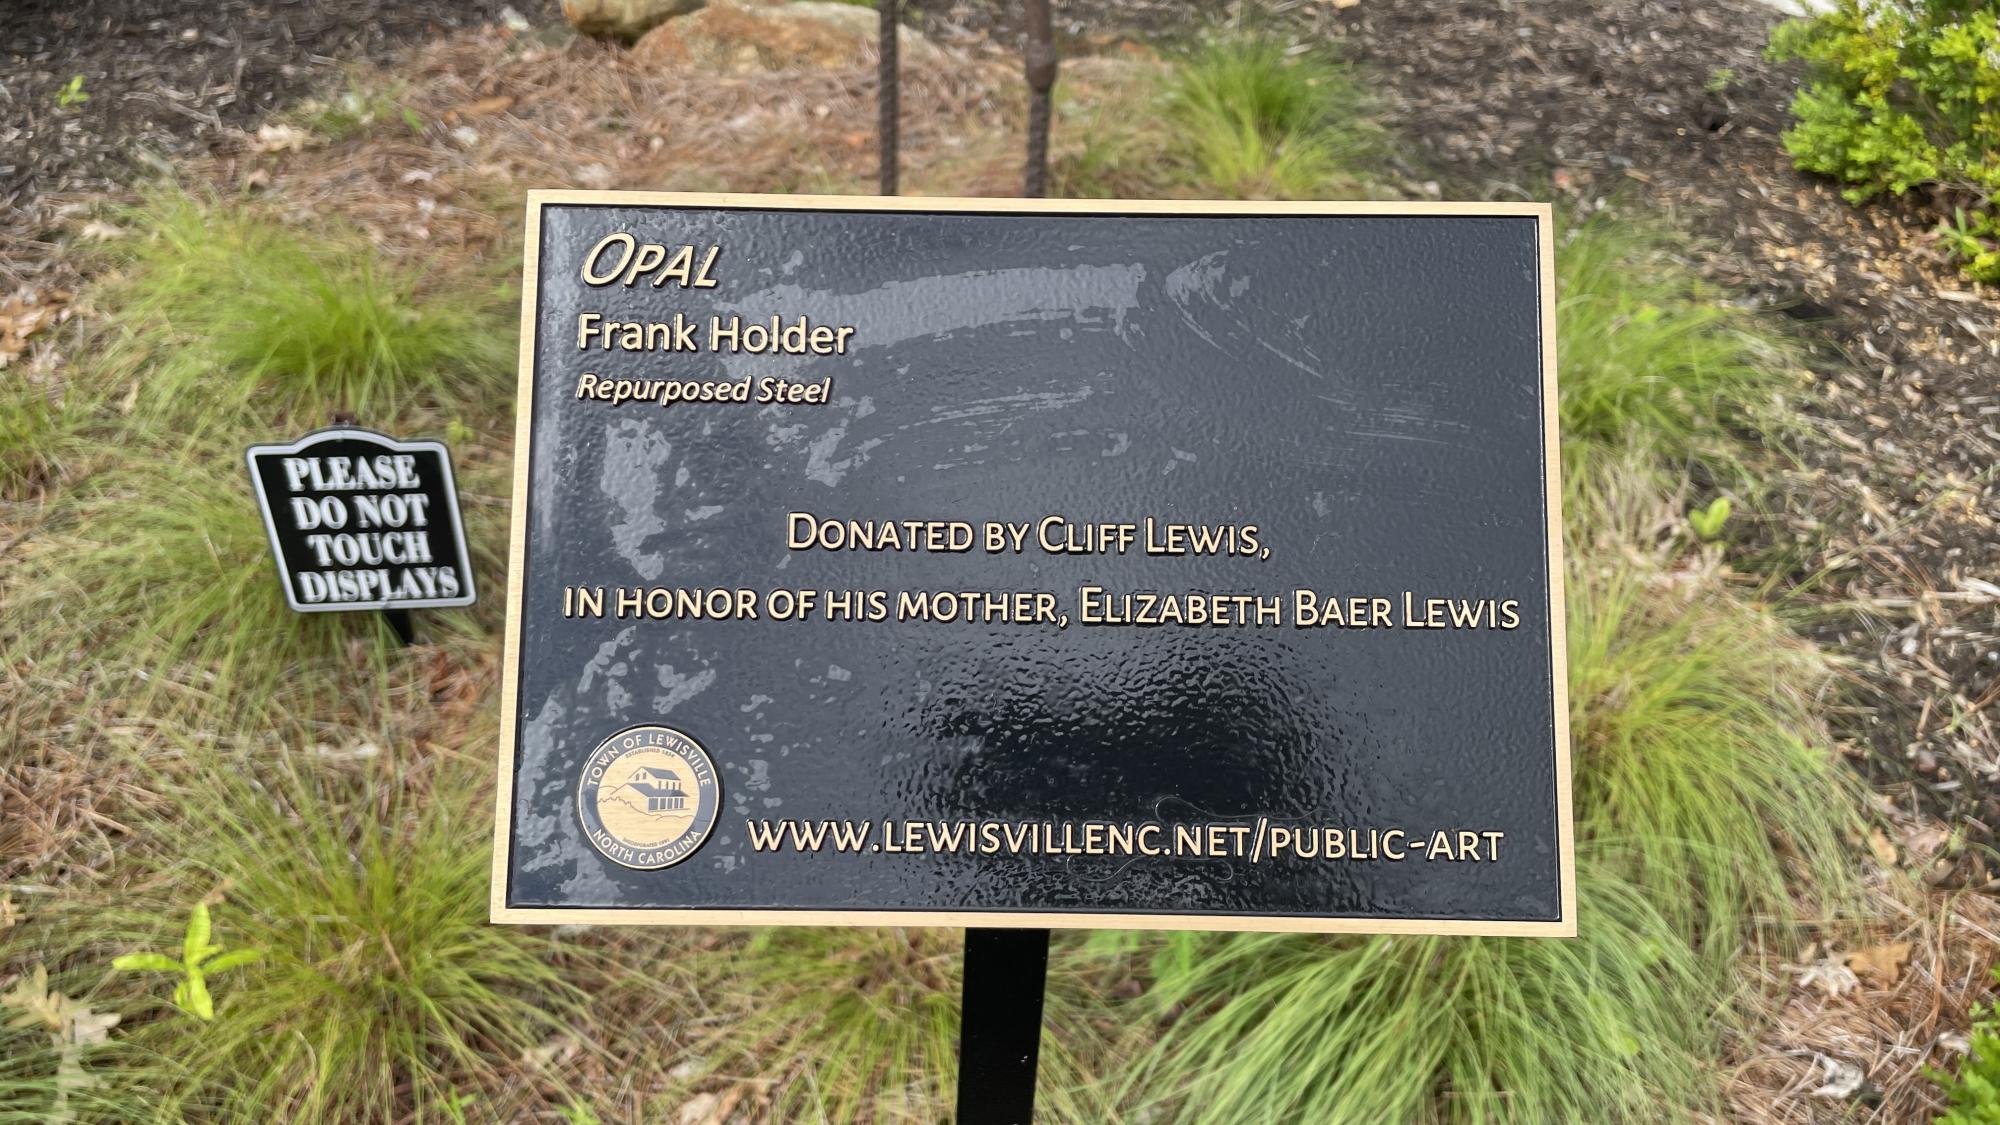 OPAL
Frank Holder
Repurposed Steel
DONATED BY CLIFF LEWIS,
IN HONOR OF HIS MOTHER, ELIZABETH BAER LEWIS
TOWN OF LEWISVILLE
NORTH CAROLINA
WWW.LEWISVILLENC.NET/PUBLIC-ART
PLEASE
DO NOT
TOUCH
DISPLAYS